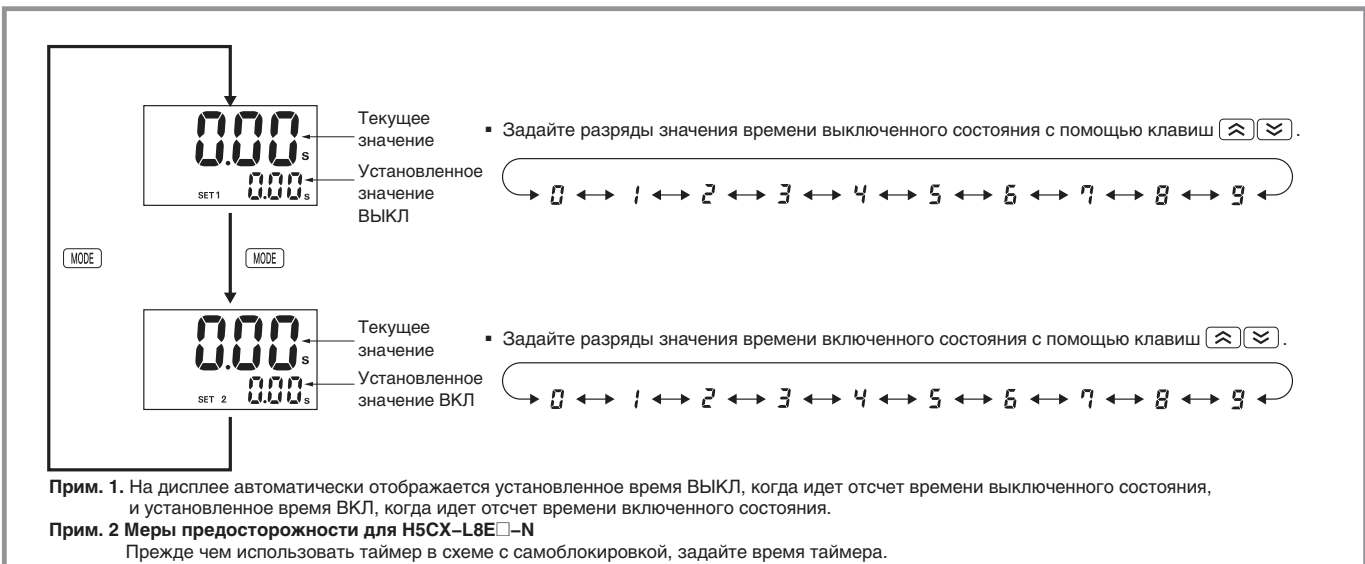 0.00 s
SET 1 0.00 s
Текущее
значение
Установленное
значение
ВЫКЛ
▪ Задайте разряды значения времени выключенного состояния с помощью клавиш .
0 ↔ 1 ↔ 2 ↔ 3 ↔ 4 ↔ 5 ↔ 6 ↔ 7 ↔ 8 ↔ 9
MODE
MODE
0.00 s
SET 2 0.00 s
Текущее
значение
Установленное
значение ВКЛ
▪ Задайте разряды значения времени включенного состояния с помощью клавиш .
0 ↔ 1 ↔ 2 ↔ 3 ↔ 4 ↔ 5 ↔ 6 ↔ 7 ↔ 8 ↔ 9
Прим. 1. На дисплее автоматически отображается установленное время ВЫКЛ, когда идет отсчет времени выключенного состояния,
и установленное время ВКЛ, когда идет отсчет времени включенного состояния.
Прим. 2 Меры предосторожности для H5CX–L8E□–N
Прежде чем использовать таймер в схеме с самоблокировкой, задайте время таймера.